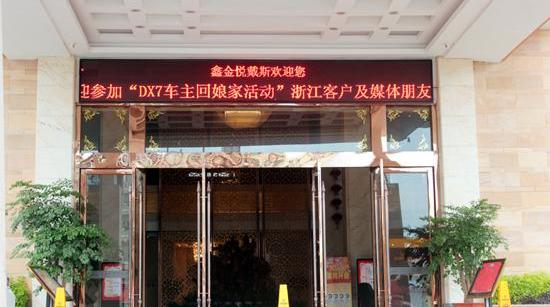 鑫金悦戴斯欢迎您
迎参加“DX7车主回娘家活动”浙江客户及媒体朋友